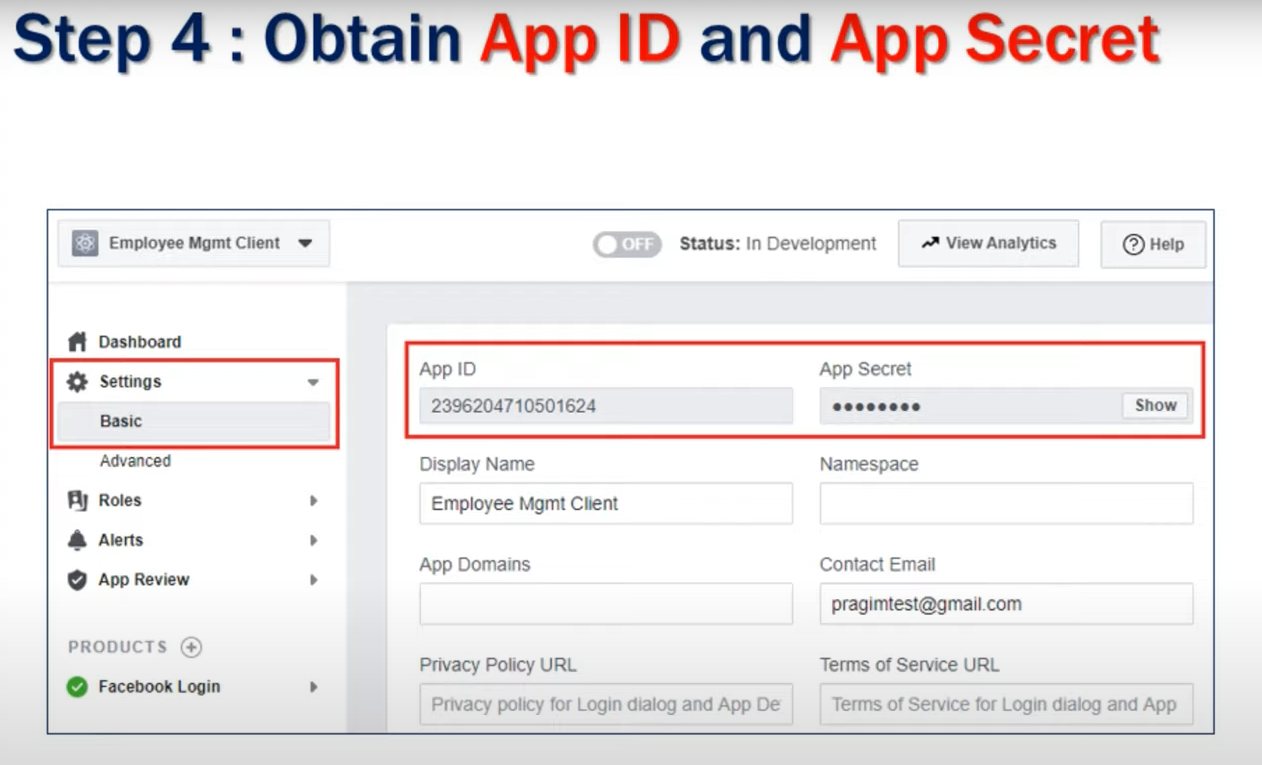 Step 4 : Obtain App ID and App Secret
Employee Mgmt Client
OFF
Status: In Development
View Analytics
? Help
Dashboard
Settings
Basic
Advanced
Roles
Alerts
App Review
PRODUCTS
Facebook Login
App ID
2396204710501624
App Secret
●●●●●●●●
Show
Display Name
Employee Mgmt Client
Namespace
App Domains
Contact Email
pragimtest@gmail.com
Privacy Policy URL
Privacy policy for Login dialog and App De
Terms of Service URL
Terms of Service for Login dialog and App